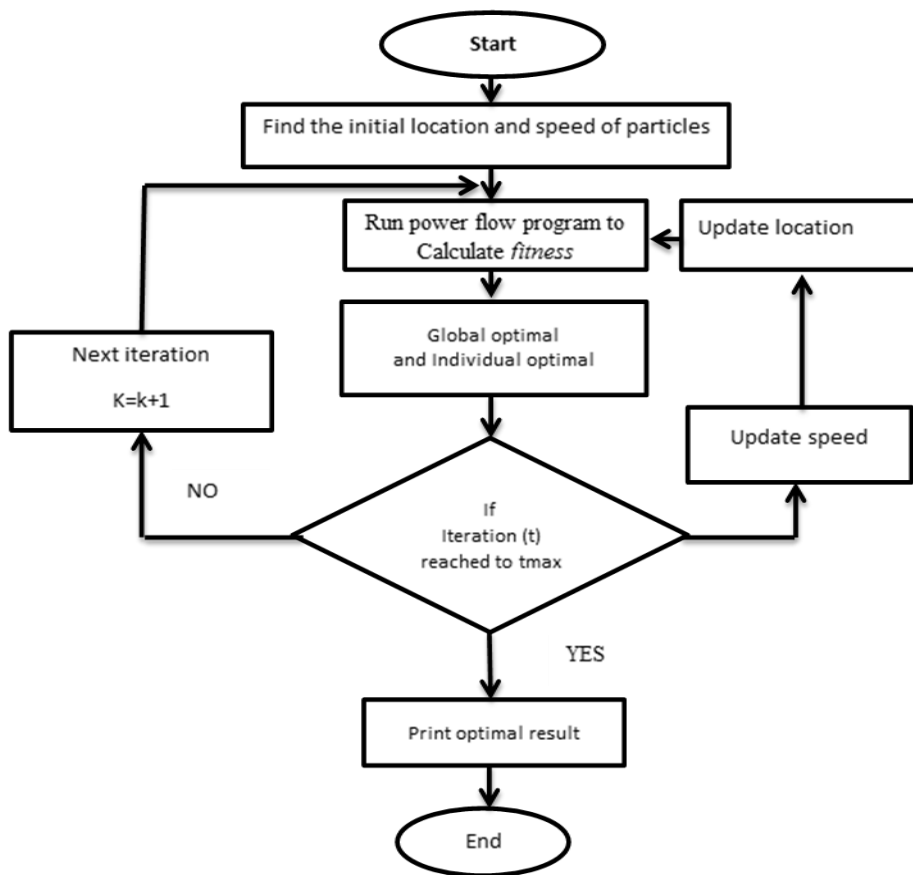 Start
Find the initial location and speed of particles
Run power flow program to
Calculate fitness
Update location
Global optimal
and Individual optimal
Next iteration
K=k+1
Update speed
NO
If
Iteration (t)
reached to tmax
YES
Print optimal result
End